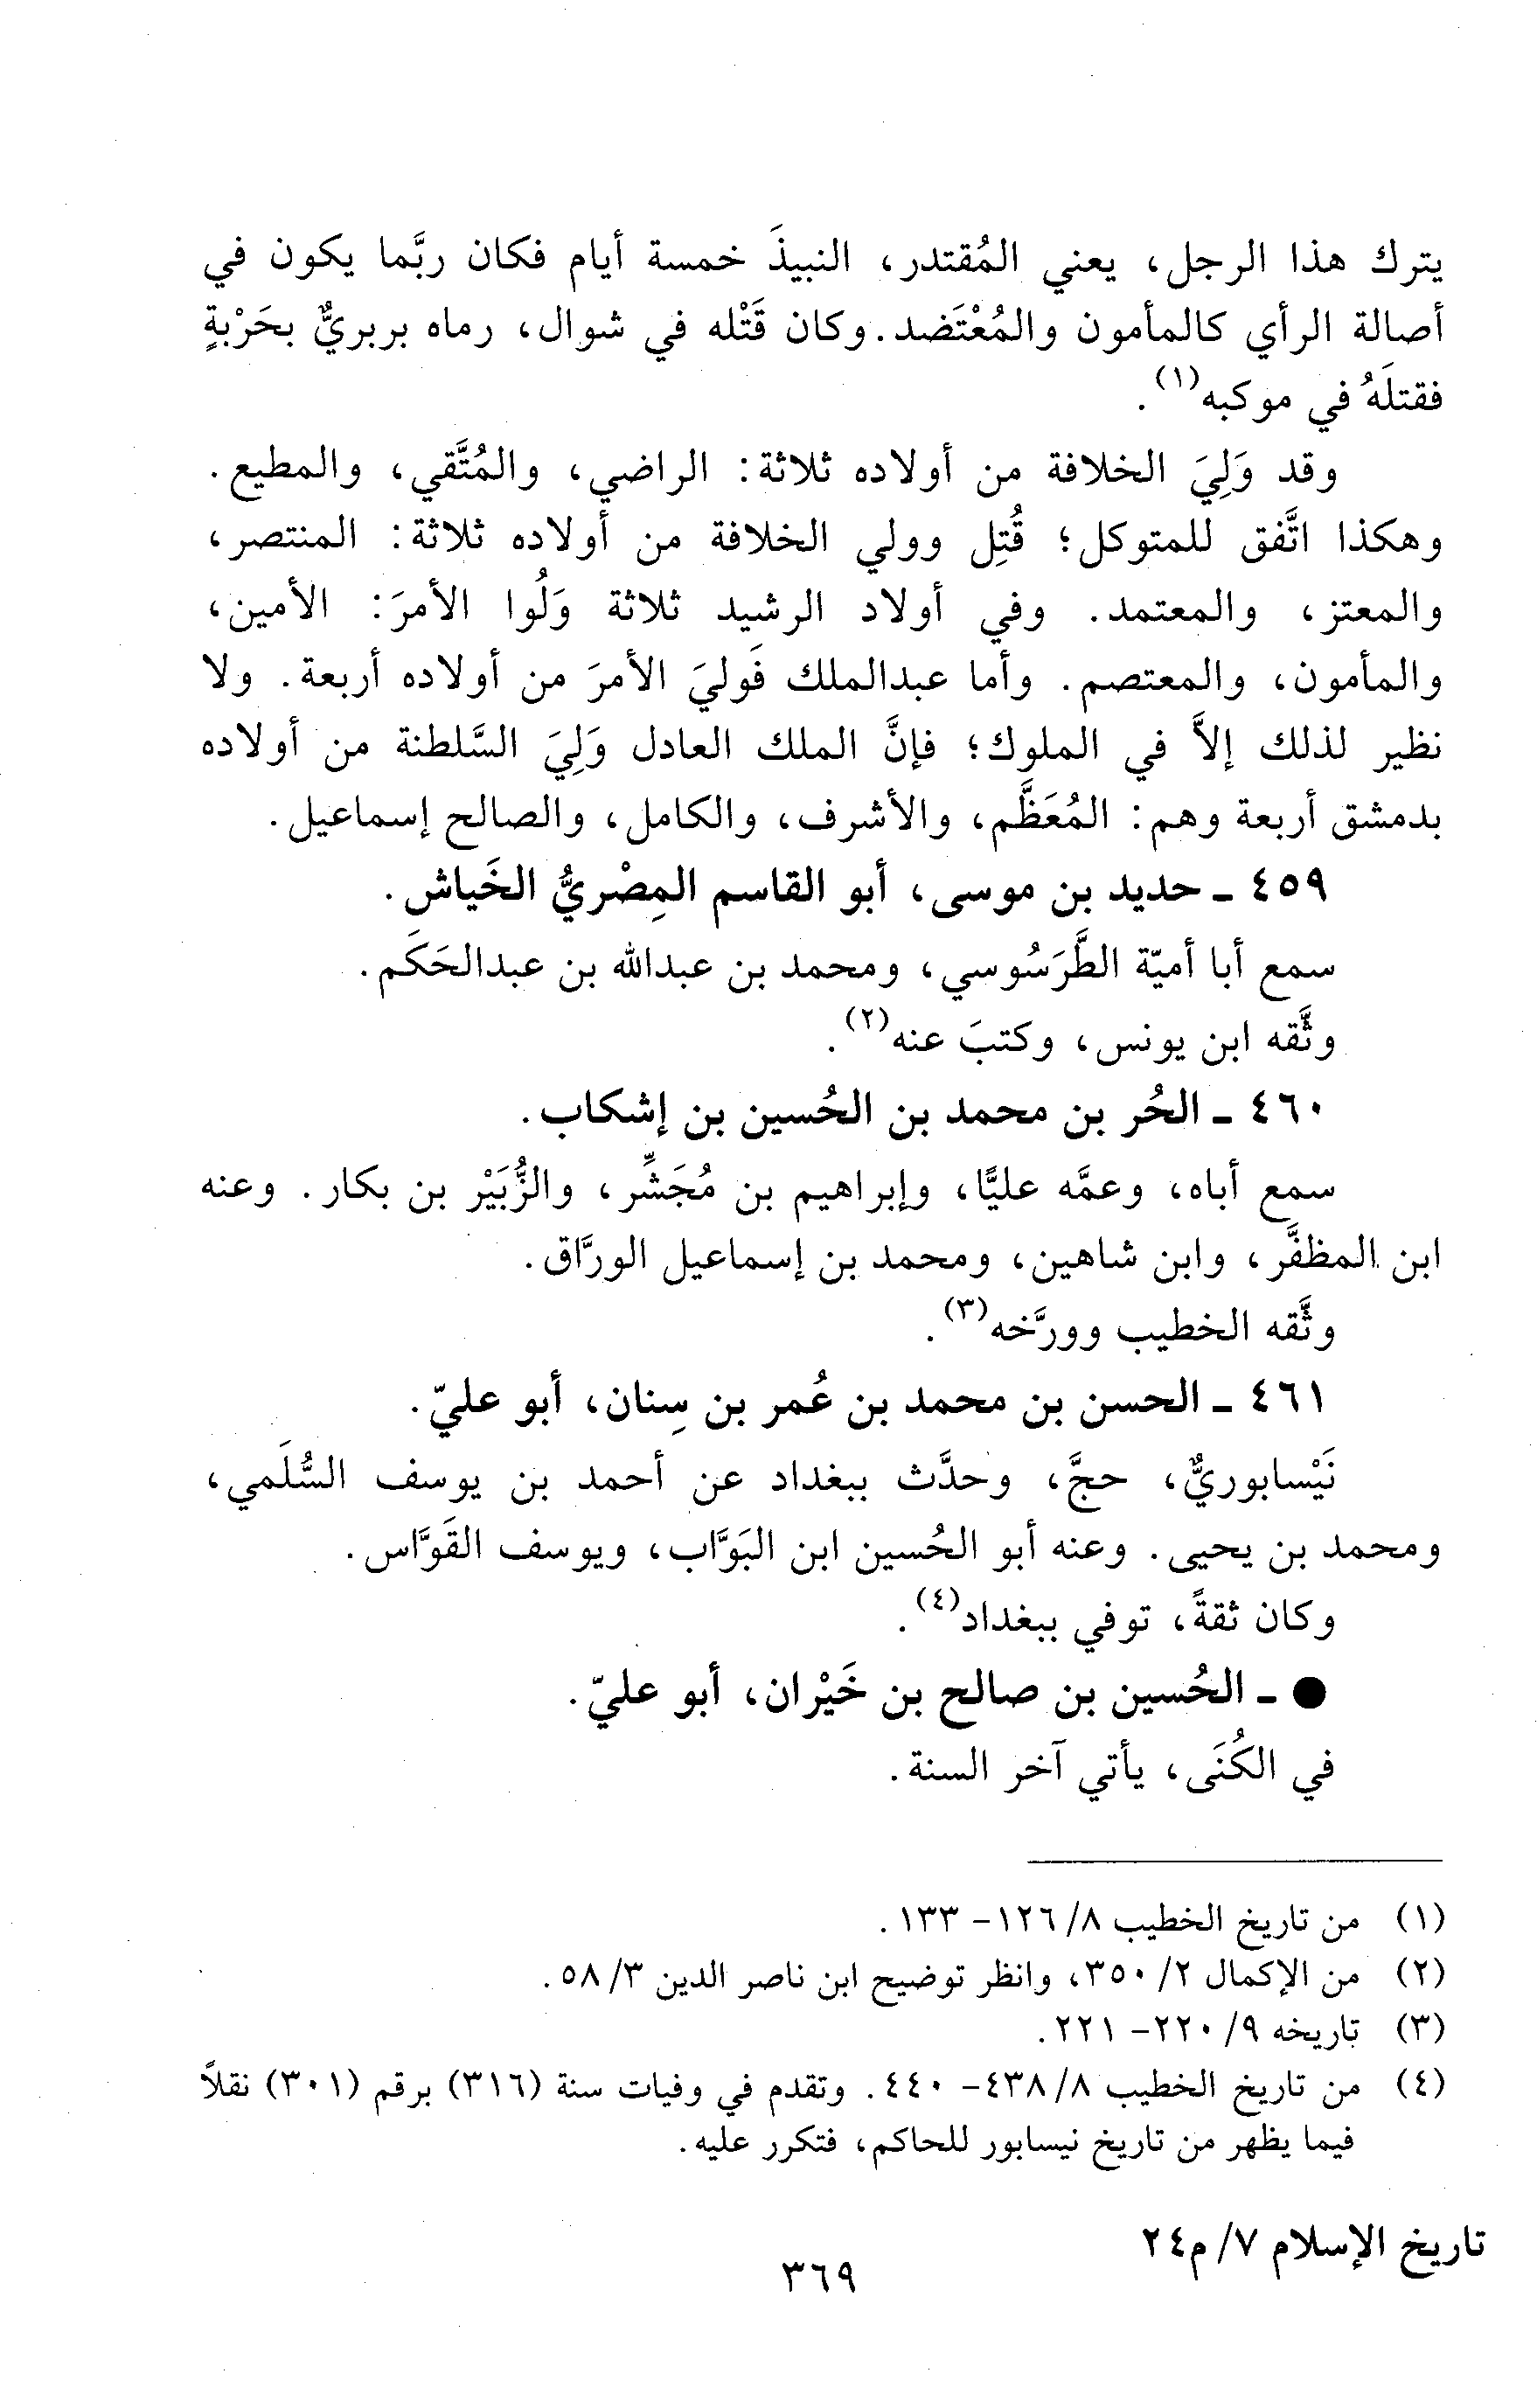 يترك هذا الرجل، يعني المُقتدر، النبيذَ خمسة أيام فكان ربَّما يكون في
أصالة الرأي كالمأمون والمُعْتَضد. وكان قَتْله في شوال، رماه بربريٌّ بحَرْبةٍ
فقتلَهُ في موكبه(١).
وقد وَلِيَ الخلافة من أولاده ثلاثة: الراضي، والمُتَّقي، والمطيع.
وهكذا اتَّفق للمتوكل؛ قُتِل وولي الخلافة من أولاده ثلاثة: المنتصر،
والمعتز، والمعتمد. وفي أولاد الرشيد ثلاثة وَلُوا الأمرَ: الأمين،
والمأمون، والمعتصم. وأما عبدالملك فَوليَ الأمرَ من أولاده أربعة. ولا
نظير لذلك إلاَّ في الملوك؛ فإنَّ الملك العادل وَلِيَ السَّلطنة من أولاده
بدمشق أربعة وهم: المُعَظَّم، والأشرف، والكامل، والصالح إسماعيل.
٤٥٩ ـ حديد بن موسى، أبو القاسم المِصْريُّ الخَياش.
سمع أبا أميّة الطَّرَسُوسي، ومحمد بن عبدالله بن عبدالحَكَم.
وثَّقه ابن يونس، وكتبَ عنه(٢).
٤٦٠ ـ الحُر بن محمد بن الحُسين بن إشكاب.
سمع أباه، وعمَّه عليًّا، وإبراهيم بن مُجَشِّر، والزُّبَيْر بن بكار. وعنه
ابن المظفَّر، وابن شاهين، ومحمد بن إسماعيل الورَّاق.
وثَّقه الخطيب وورَّخه(٣).
٤٦١ ـ الحسن بن محمد بن عُمر بن سِنان، أبو عليّ.
نَيْسابوريٌّ، حجَّ، وحدَّث ببغداد عن أحمد بن يوسف السُّلَمي،
ومحمد بن يحيى. وعنه أبو الحُسين ابن البَوَّاب، ويوسف القَوَّاس.
وكان ثقةً، توفي ببغداد(٤).
● ـ الحُسين بن صالح بن خَيْران، أبو عليّ.
في الكُنَى، يأتي آخر السنة.
(١) من تاريخ الخطيب ٨/ ١٢٦- ١٣٣.
(٢) من الإكمال ٢/ ٣٥٠، وانظر توضيح ابن ناصر الدين ٣/ ٥٨.
(٣) تاريخه ٩/ ٢٢٠- ٢٢١.
(٤) من تاريخ الخطيب ٨/ ٤٣٨- ٤٤٠. وتقدم في وفيات سنة (٣١٦) برقم (٣٠١) نقلاً
فيما يظهر من تاريخ نيسابور للحاكم، فتكرر عليه.
تاريخ الإسلام ٧/ م٢٤
٣٦٩